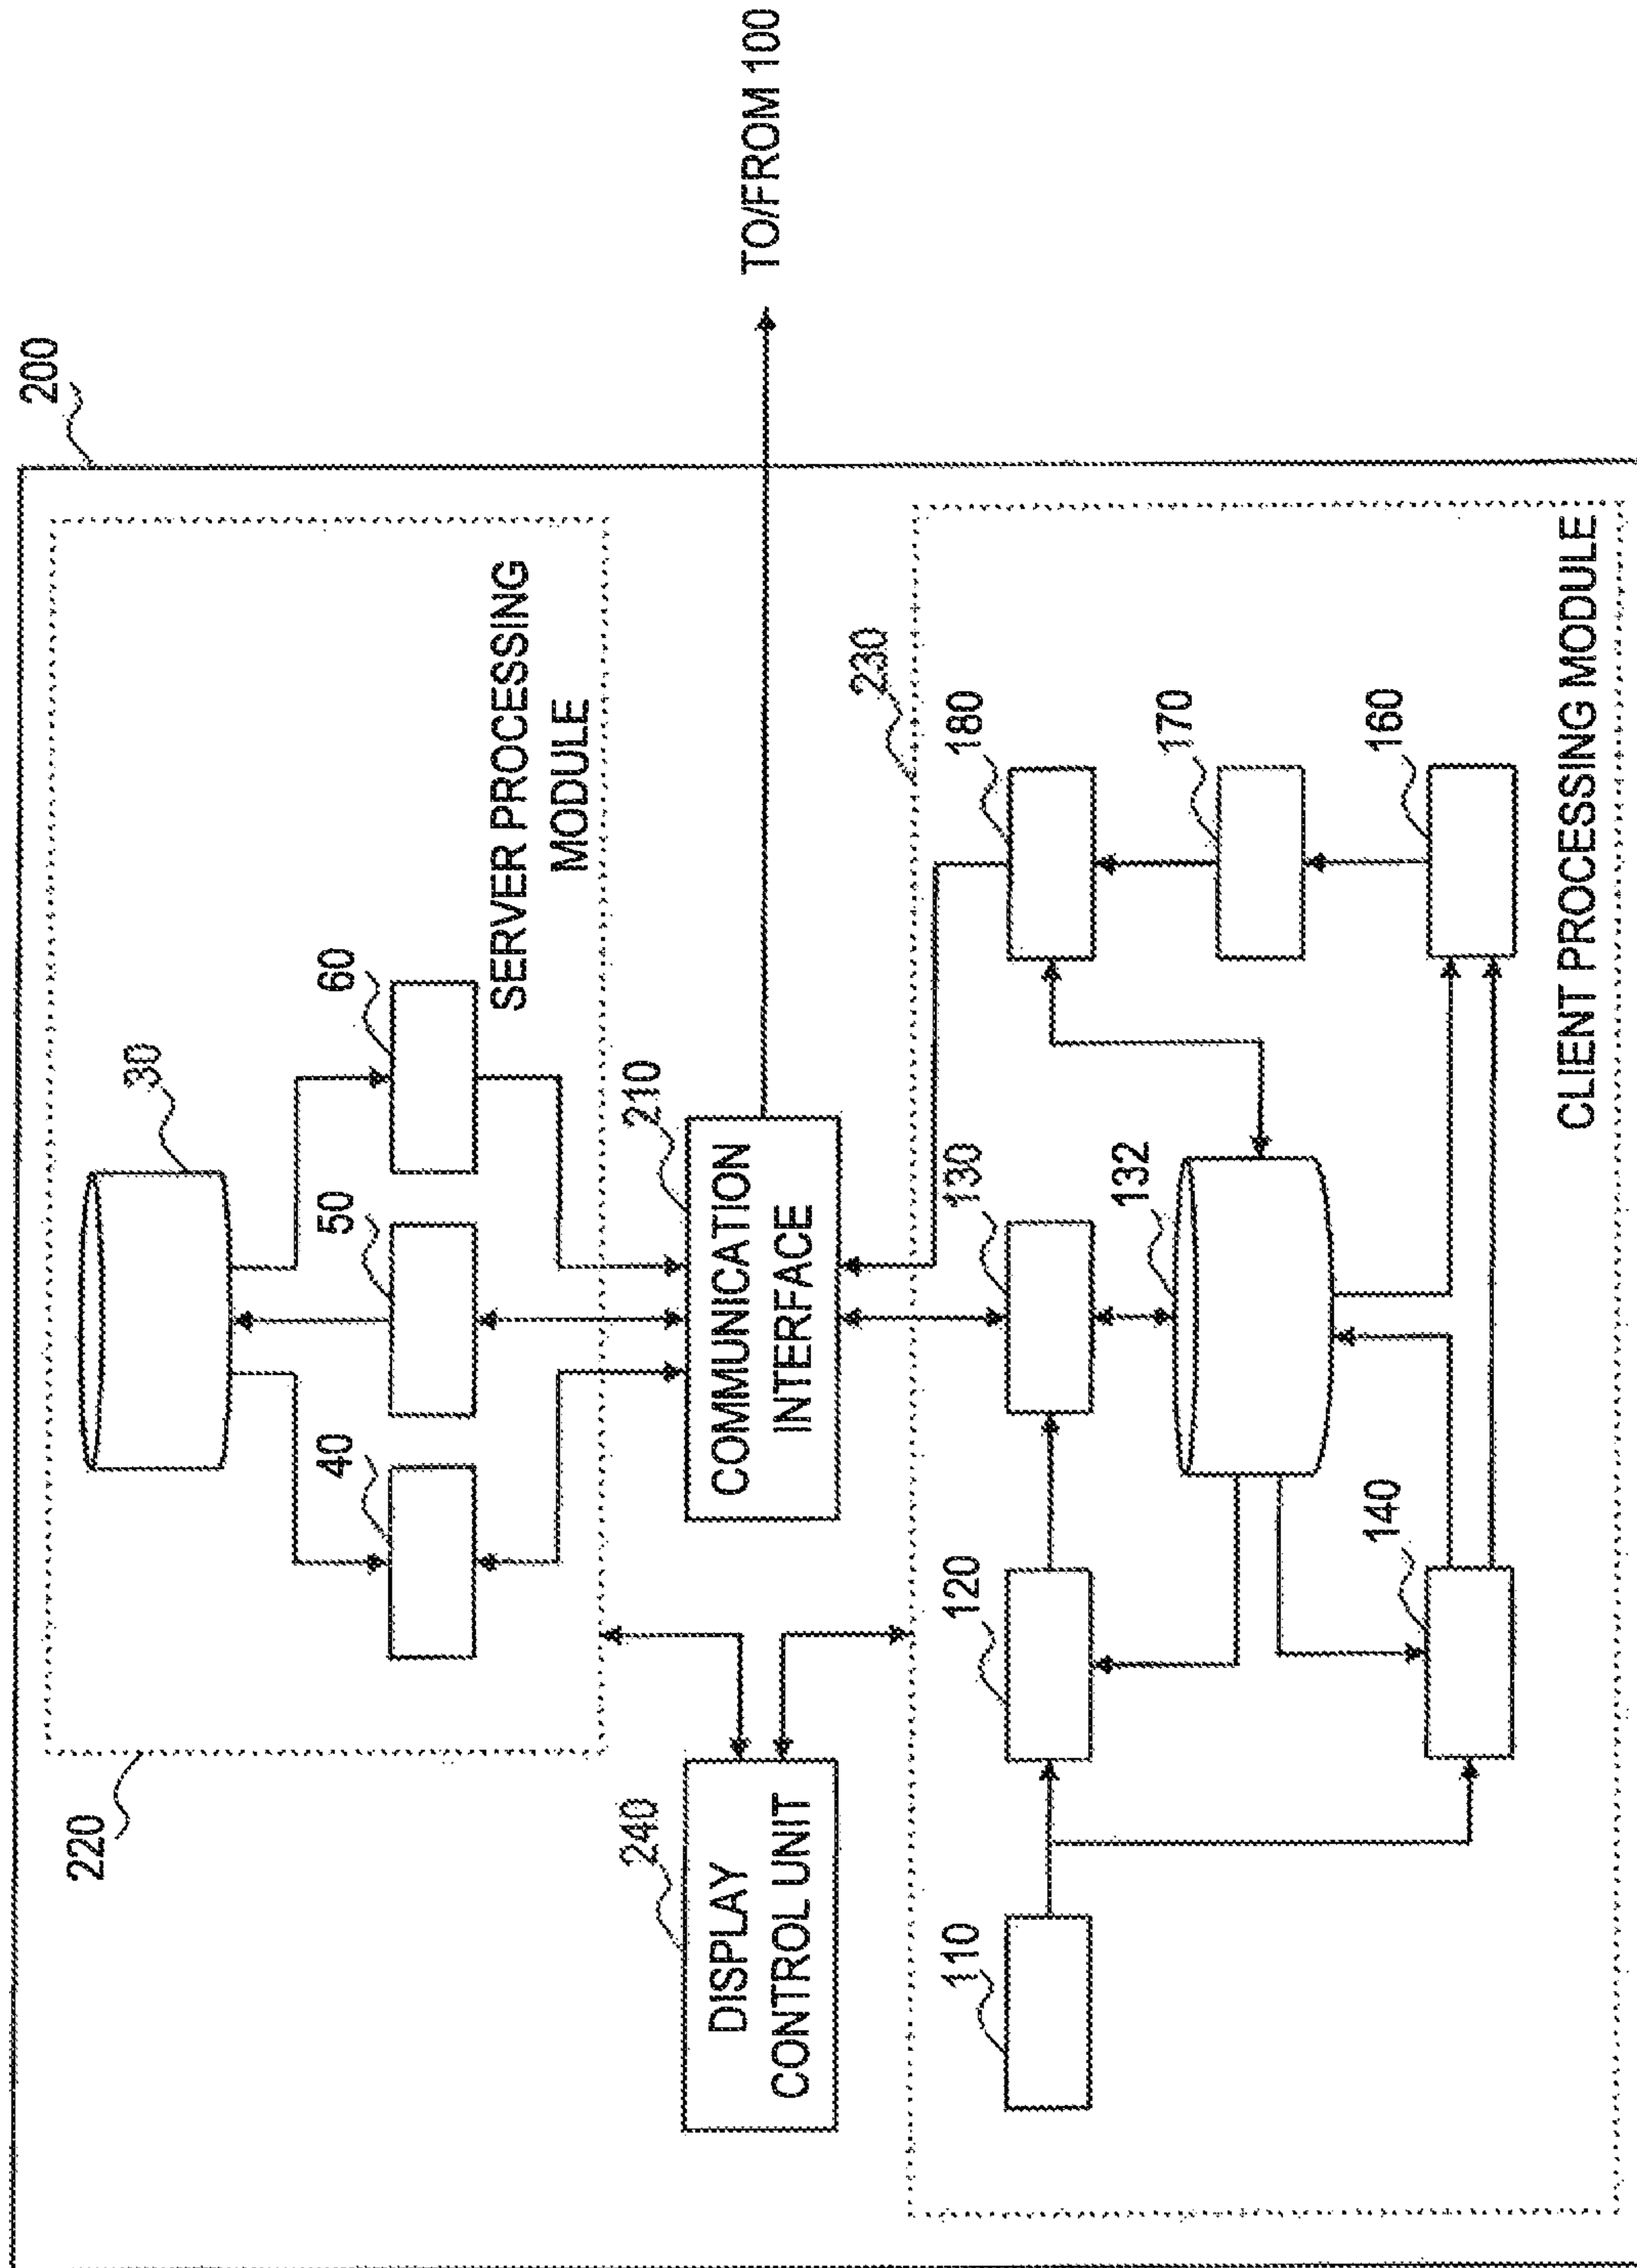 200
30
40
50
60
SERVER PROCESSING
MODULE
220
240
DISPLAY
CONTROL UNIT
210
COMMUNICATION
INTERFACE
TO/FROM 100
230
110
120
130
180
132
170
140
160
CLIENT PROCESSING MODULE